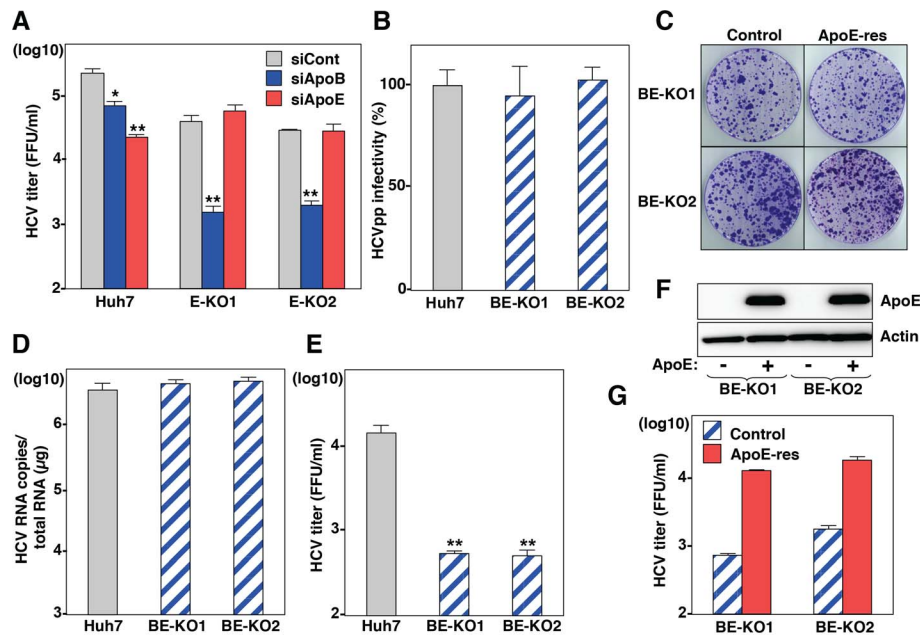 A
(log10)
HCV titer (FFU/ml)
5
4
3
2
siCont
siApoB
siApoE
*
**
**
**
Huh7
E-KO1
E-KO2
B
HCVpp infectivity (%)
100
50
0
Huh7
BE-KO1
BE-KO2
C
Control
ApoE-res
BE-KO1
BE-KO2
D
(log10)
HCV RNA copies/
total RNA (µg)
6
5
4
3
Huh7
BE-KO1
BE-KO2
E
(log10)
HCV titer (FFU/ml)
4
3
2
**
**
Huh7
BE-KO1
BE-KO2
F
ApoE
Actin
ApoE: - + - +
BE-KO1 BE-KO2
G
(log10)
HCV titer (FFU/ml)
4
3
2
Control
ApoE-res
BE-KO1
BE-KO2